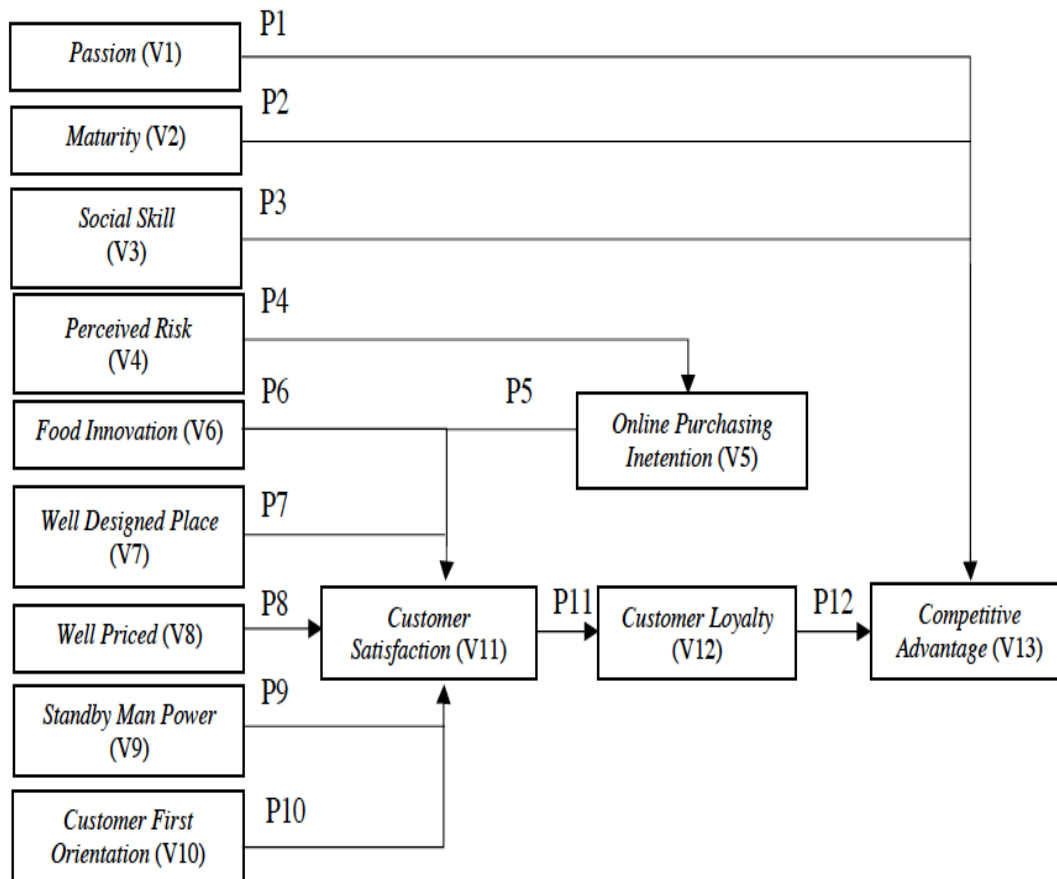 P1
Passion (V1)
P2
Maturity (V2)
P3
Social Skill
(V3)
P4
Perceived Risk
(V4)
P6
P5
Food Innovation (V6)
Online Purchasing
Inetention (V5)
P7
Well Designed Place
(V7)
P8
Well Priced (V8)
Customer
Satisfaction (V11)
P11
Customer Loyalty
(V12)
P12
Competitive
Advantage (V13)
P9
Standby Man Power
(V9)
P10
Customer First
Orientation (V10)